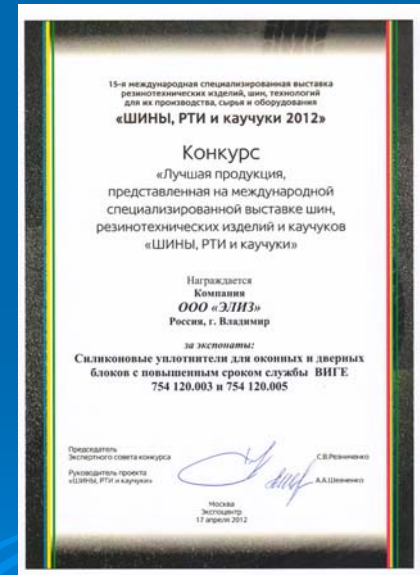 15-я международная специализированная выставка
резинотехнических изделий, шин, технологий
для их производства, сырья и оборудования
«ШИНЫ, РТИ и каучуки 2012»
Конкурс
«Лучшая продукция,
представленная на международной
специализированной выставке шин,
резинотехнических изделий и каучуков
«ШИНЫ, РТИ и каучуки»
Награждается
Компания
ООО «ЭЛИЗ»
Россия, г. Владимир
за экспонаты:
Силиконовые уплотнители для оконных и дверных
блоков с повышенным сроком службы ВИГЕ
754 120.003 и 754 120.005
Председатель
Экспертного совета конкурса
С.В.Резниченко
Руководитель проекта
«ШИНЫ, РТИ и каучуки»
А.А.Шевченко
Москва
Экспоцентр
17 апреля 2012